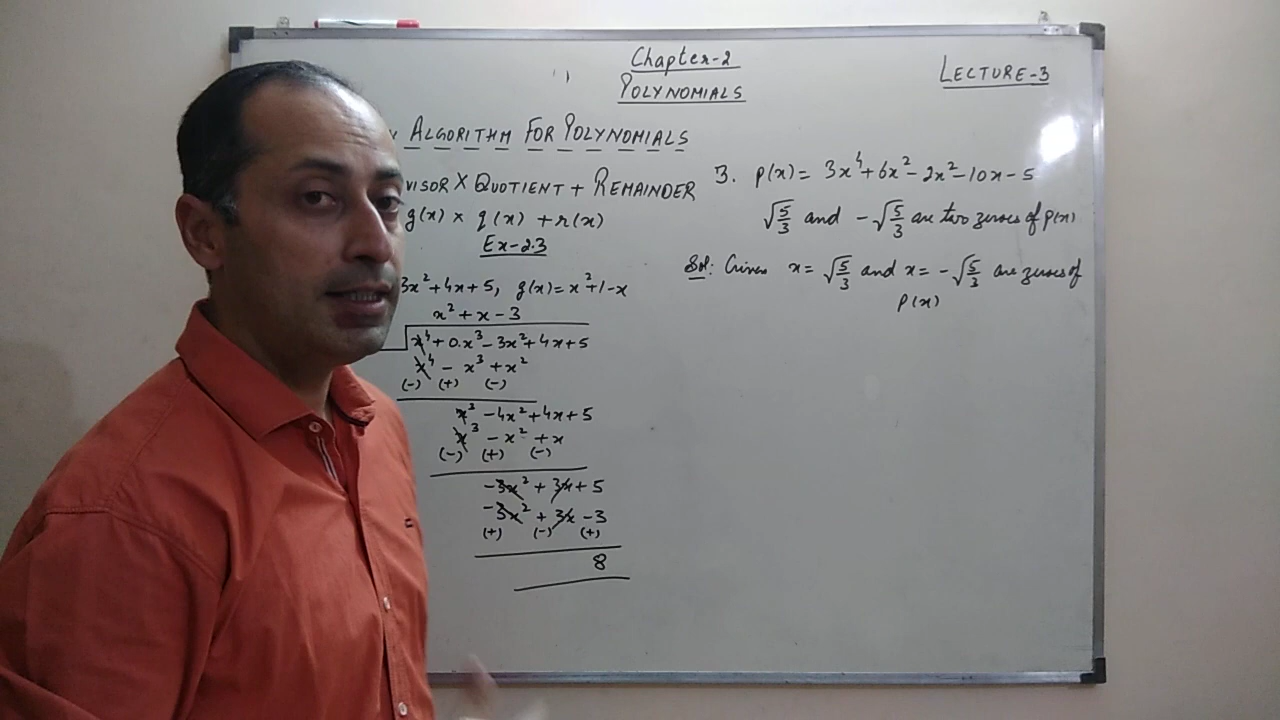 Chapter-2
POLYNOMIALS
LECTURE-3
ALGORITHM FOR POLYNOMIALS
VISOR X QUOTIENT + REMAINDER
g(x) × q(x) + r(x)
Ex-2.3
3x² + 4x + 5, g(x) = x² + 1 - x
x² + x - 3
x⁴ + 0.x³ - 3x² + 4x + 5
x⁴ - x³ + x²
(-) (+) (-)
x³ - 4x² + 4x + 5
x³ - x² + x
(-) (+) (-)
-3x² + 3x + 5
-3x² + 3x - 3
(+) (-) (+)
8
3. p(x) = 3x⁴ + 6x² - 2x² - 10x - 5
√5/3 and -√5/3 are two zeroes of p(x)
Sol: Given x = √5/3 and x = -√5/3 are zeroes of
p(x)